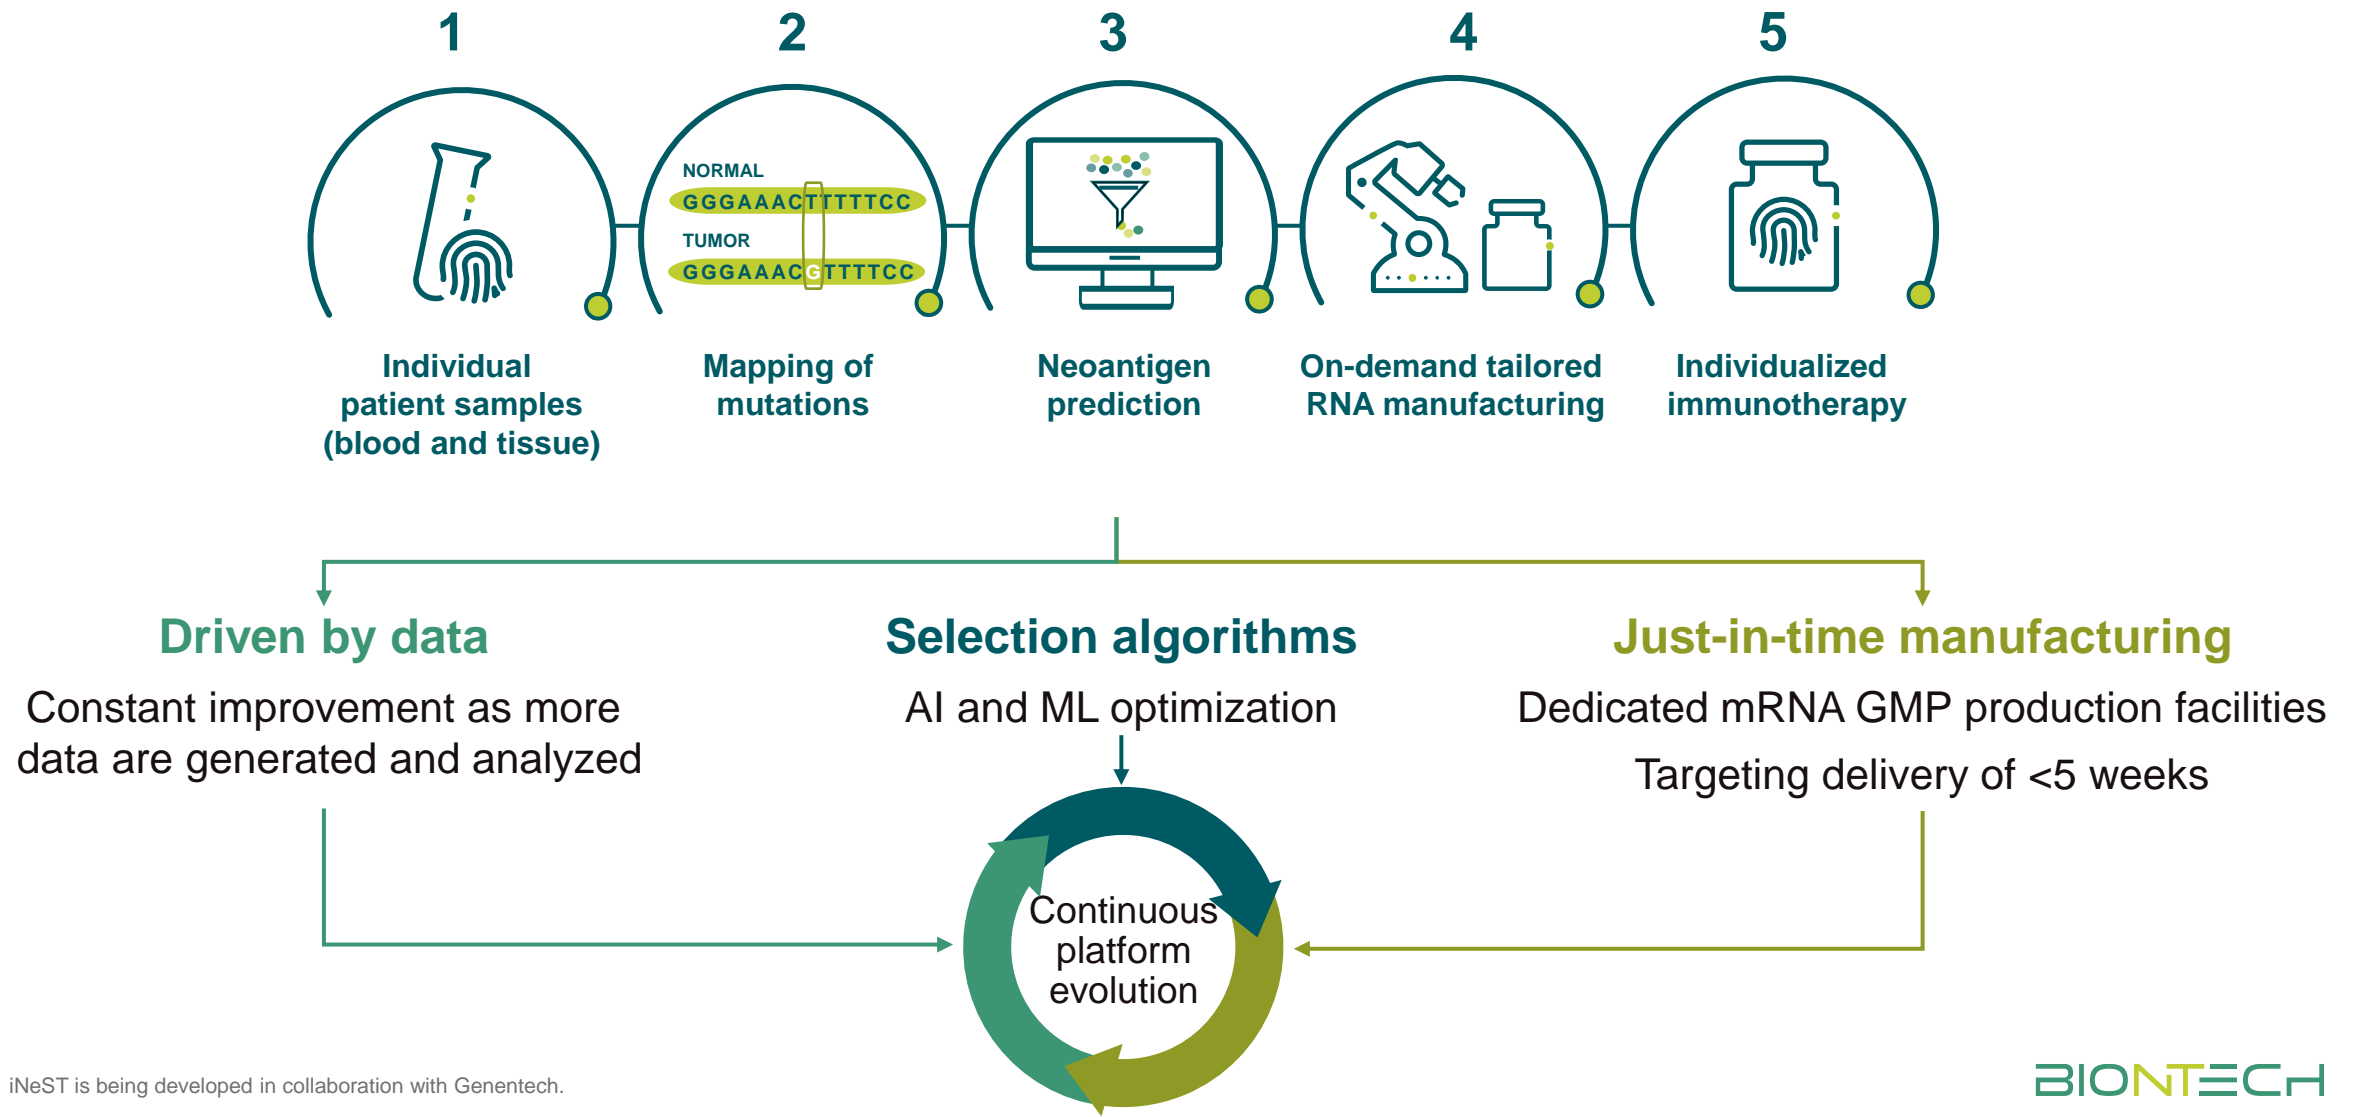 1
2
3
4
5
NORMAL
GGGAAACTTTTTCC
TUMOR
GGGAAACGTTTTCC
Individual
patient samples
(blood and tissue)
Mapping of
mutations
Neoantigen
prediction
On-demand tailored
RNA manufacturing
Individualized
immunotherapy
Driven by data
Constant improvement as more
data are generated and analyzed
Selection algorithms
AI and ML optimization
Just-in-time manufacturing
Dedicated mRNA GMP production facilities
Targeting delivery of <5 weeks
Continuous
platform
evolution
iNeST is being developed in collaboration with Genentech.
BIONTECH